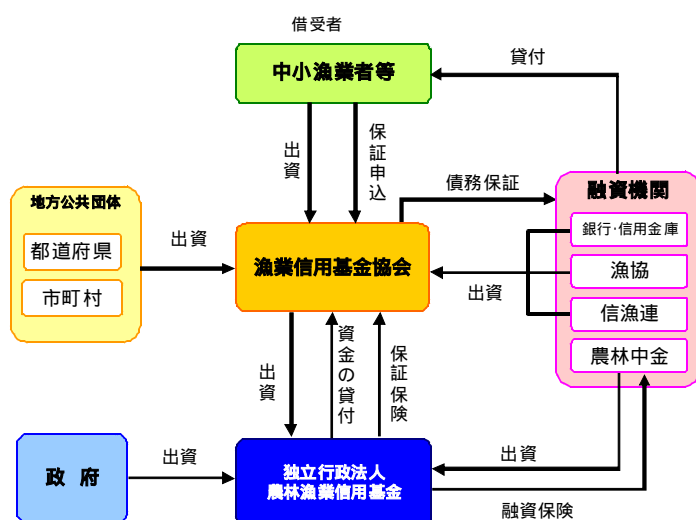 借受者
中小漁業者等
貸付
出資
保証申込
債務保証
融資機関
銀行・信用金庫
漁協
信漁連
農林中金
地方公共団体
都道府県
市町村
出資
漁業信用基金協会
出資
出資
資金の貸付
保証保険
政 府
出資
独立行政法人
農林漁業信用基金
出資
融資保険